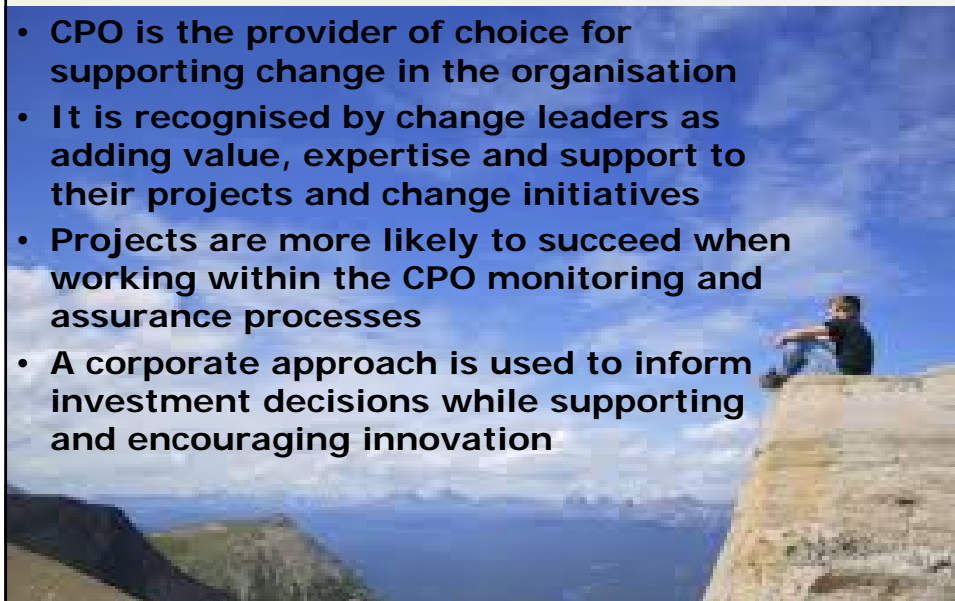 • CPO is the provider of choice for
supporting change in the organisation
• It is recognised by change leaders as
adding value, expertise and support to
their projects and change initiatives
• Projects are more likely to succeed when
working within the CPO monitoring and
assurance processes
• A corporate approach is used to inform
investment decisions while supporting
and encouraging innovation